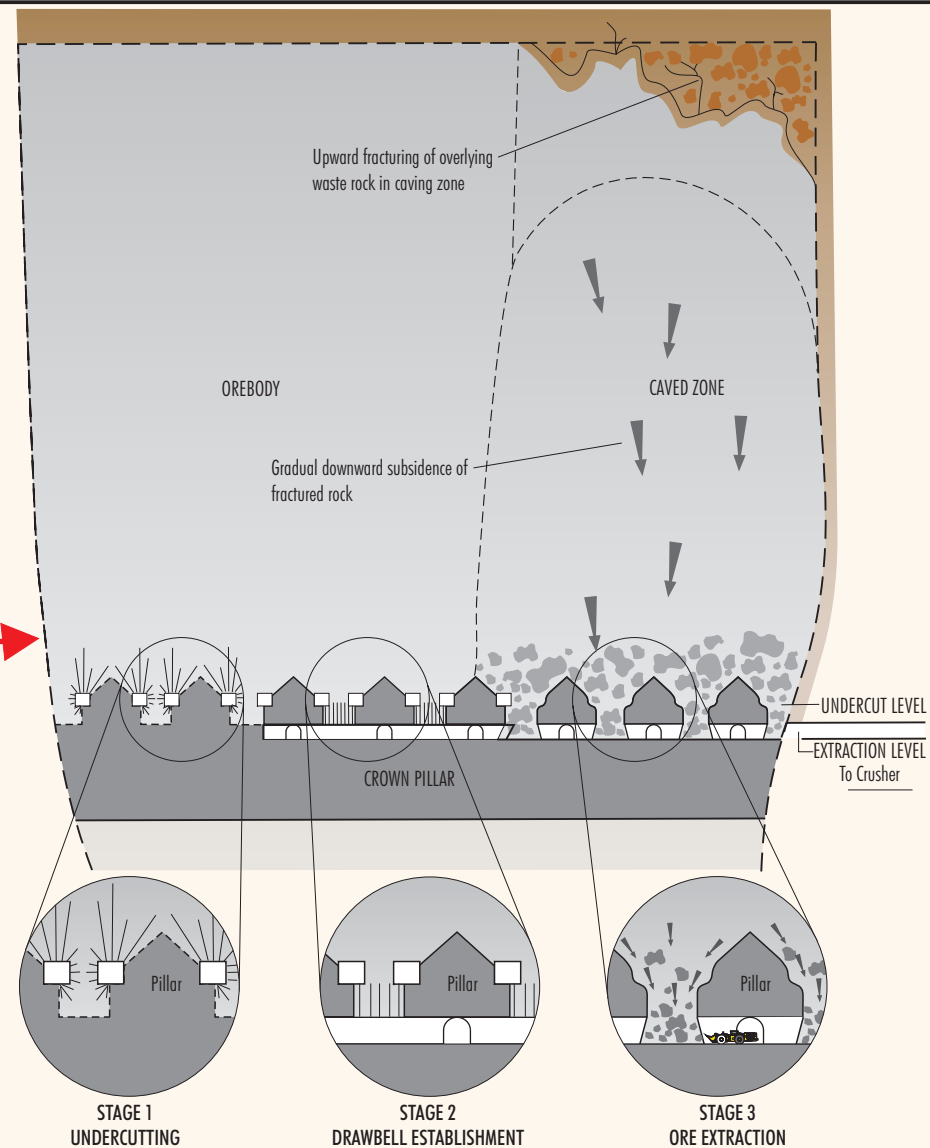 Upward fracturing of overlying
waste rock in caving zone
OREBODY
CAVED ZONE
Gradual downward subsidence of
fractured rock
UNDERCUT LEVEL
EXTRACTION LEVEL
To Crusher
CROWN PILLAR
Pillar
Pillar
Pillar
STAGE 1
UNDERCUTTING
STAGE 2
DRAWBELL ESTABLISHMENT
STAGE 3
ORE EXTRACTION